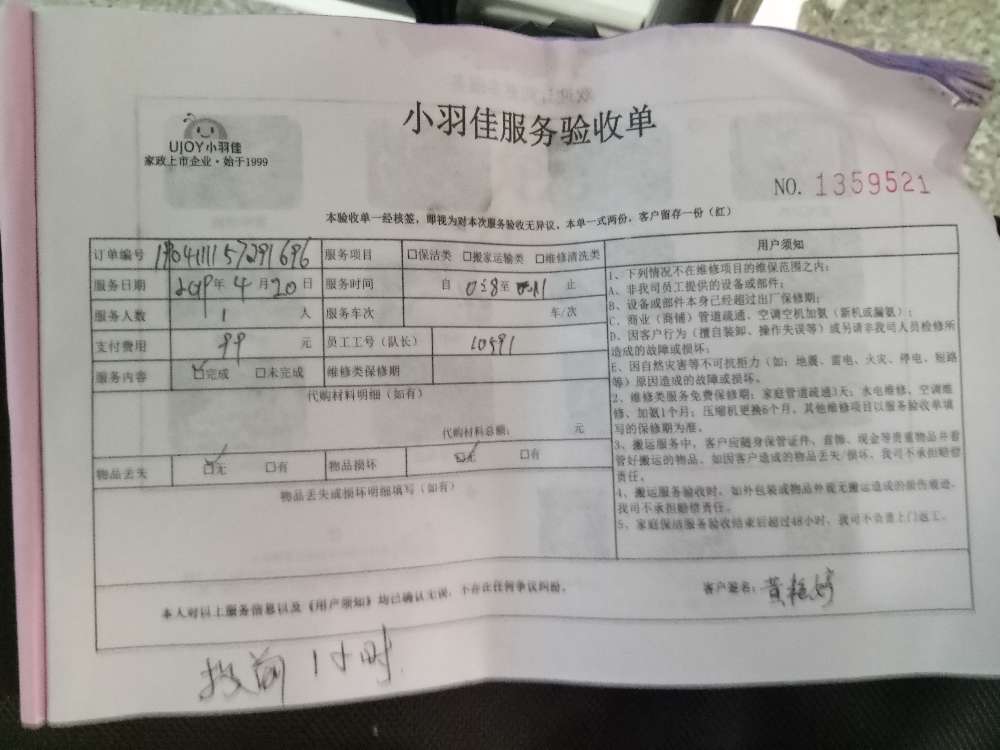 小羽佳服务验收单
UJOY小羽佳
家政上市企业·始于1999
NO. 1359521
本验收单一经核签，即视为对本次服务验收无异议，本单一式两份，客户留存一份（红）
订单编号 服务项目 □保洁类 □搬家运输类 □维修清洗类
服务日期 2019年 4月 20日 服务时间 自 至 止
服务人数 1 人 服务车次 车/次
支付费用 99 元 员工工号（队长）
服务内容 ☑完成 □未完成 维修类保修期
代购材料明细（如有）
代购材料总额： 元
物品丢失 ☑无 □有 物品损坏 ☑无 □有
物品丢失或损坏明细填写（如有）
用户须知
1、下列情况不在维修项目的维保范围之内：
A、非我司员工提供的设备或部件；
B、设备或部件本身已经超过出厂保修期；
C、商业（商铺）管道疏通、空调空机加氨（新机或漏氨）；
D、因客户行为（擅自装卸、操作失误等）或另请非我司人员检修所
造成的故障或损坏；
E、因自然灾害等不可抗拒力（如：地震、雷电、火灾、停电、短路
等）原因造成的故障或损坏。
2、维修类服务免费保修期：家庭管道疏通3天；水电维修、空调维
修、加氨1个月；压缩机更换6个月，其他维修项目以服务验收单填
写的保修期为准。
3、搬运服务中，客户应随身保管证件、首饰、现金等贵重物品并看
管好搬运的物品。如因客户造成的物品丢失/损坏，我司不承担赔偿
责任。
4、搬运服务验收时，如外包装或物品外观无搬运造成的损伤痕迹，
我司不承担赔偿责任。
5、家庭保洁服务验收结束后超过48小时，我司不负责上门返工。
本人对以上服务信息以及《用户须知》均已确认无误，不存在任何争议纠纷。
客户签名：
提前1小时